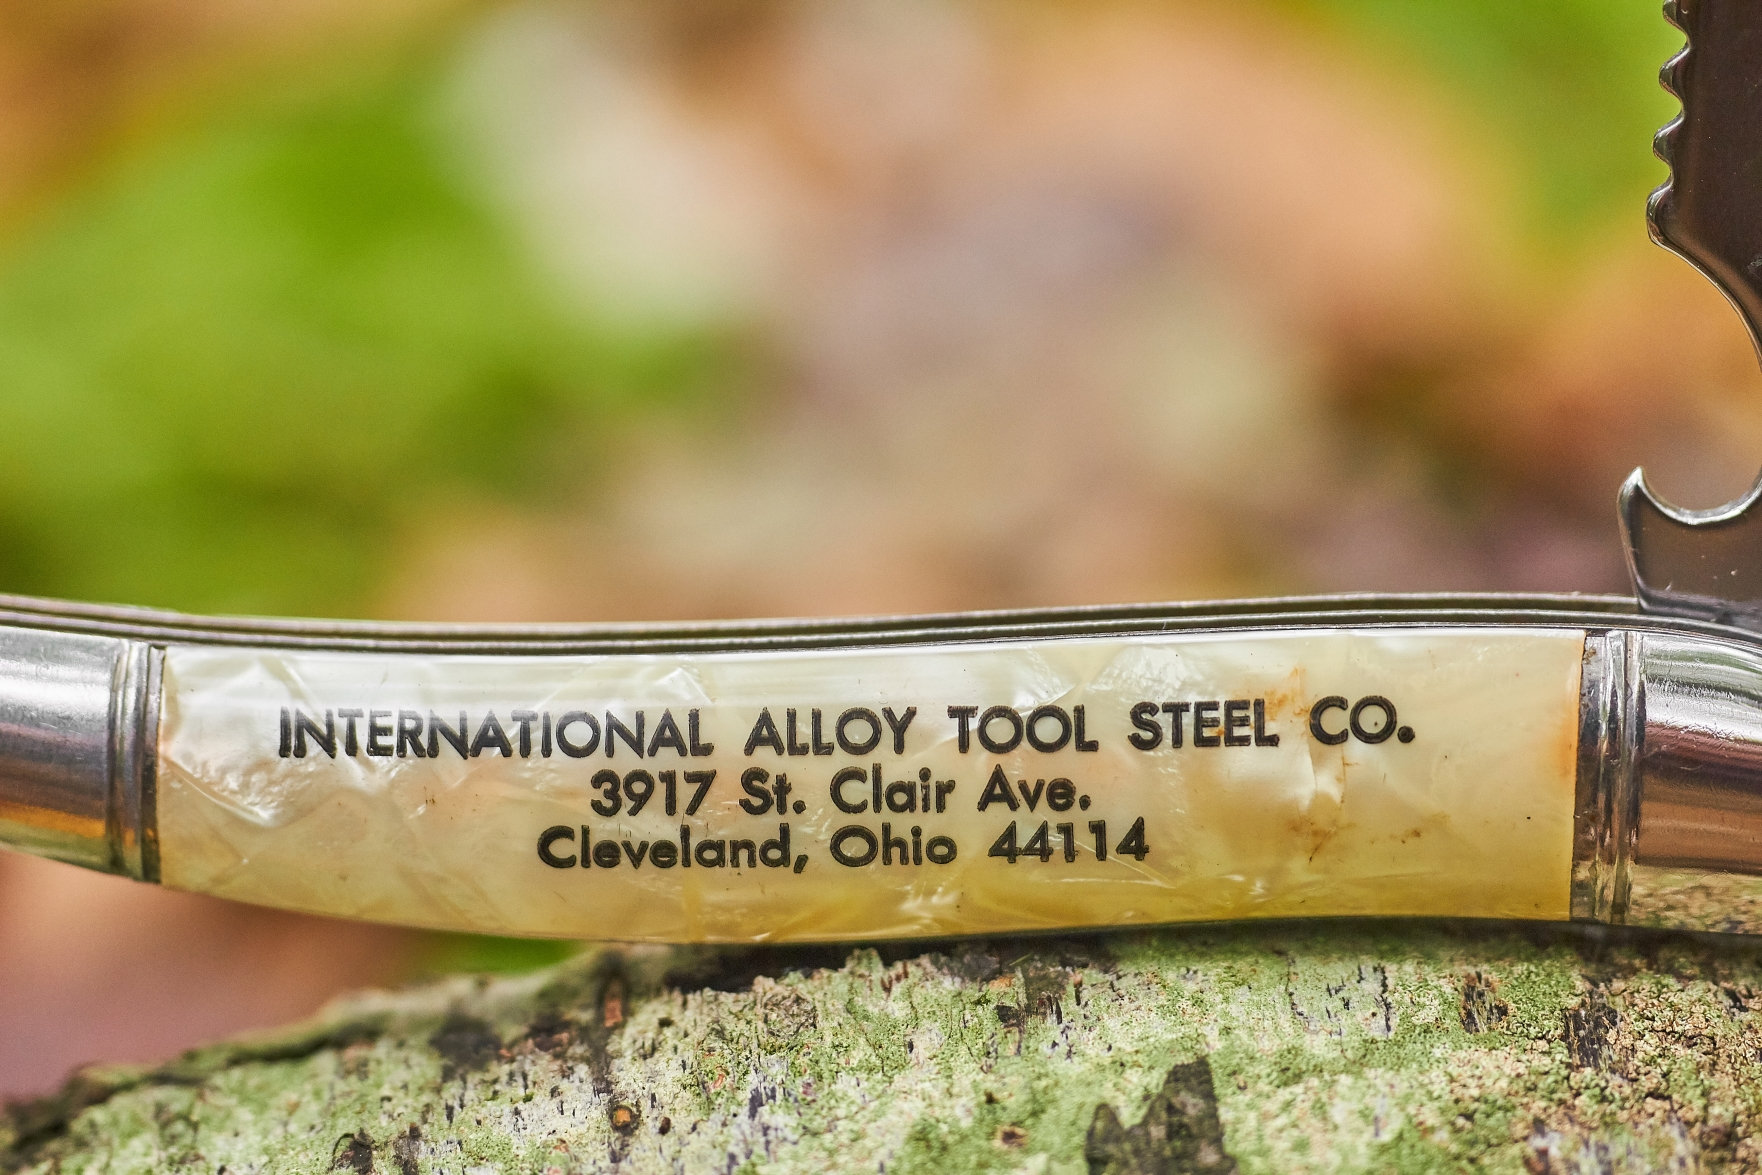 INTERNATIONAL ALLOY TOOL STEEL CO.
3917 St. Clair Ave.
Cleveland, Ohio 44114